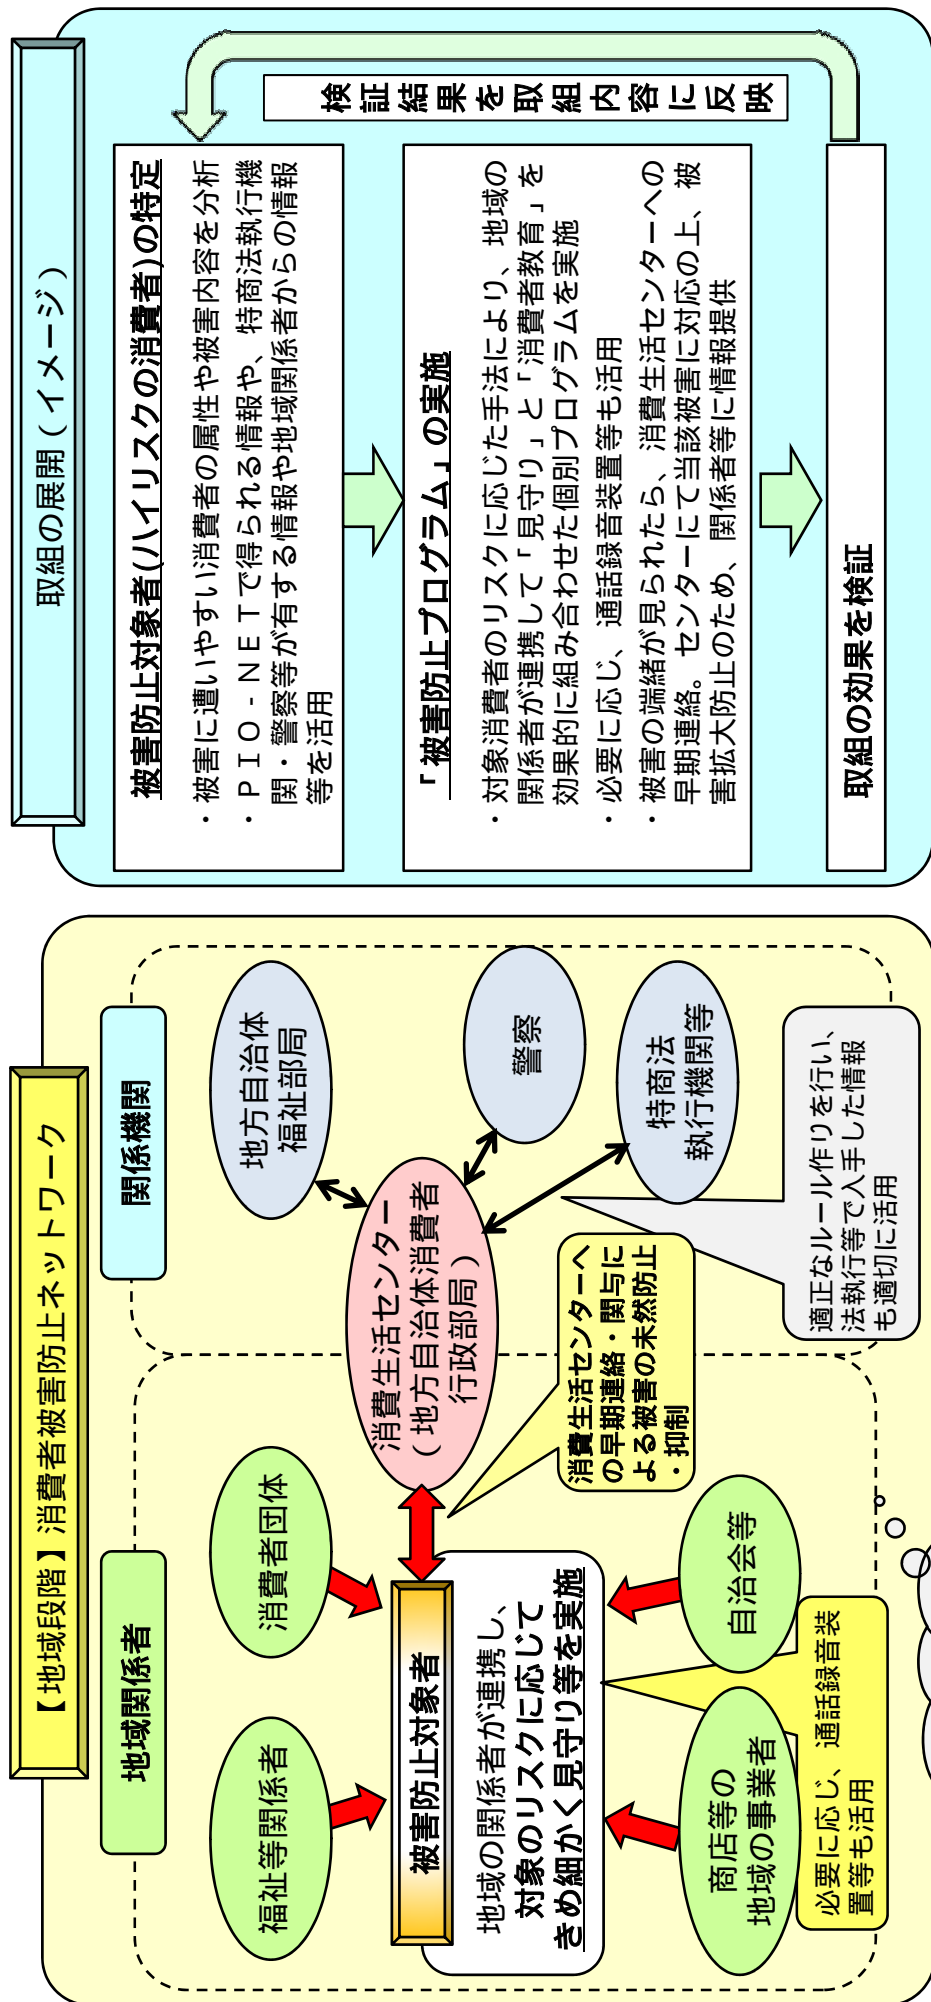 【地域段階】消費者被害防止ネットワーク
地域関係者
関係機関
福祉等関係者
消費者団体
地方自治体
福祉部局
消費生活センター
(地方自治体消費者
行政部局)
警察
特商法
執行機関等
被害防止対象者
地域の関係者が連携し、
対象のリスクに応じて
きめ細かく見守り等を実施
消費生活センターへ
の早期連絡・関与に
よる被害の未然防止
・抑制
商店等の
地域の事業者
自治会等
必要に応じ、通話録音装
置等も活用
適正なルール作りを行い、
法執行等で入手した情報
も適切に活用
取組の展開(イメージ)
被害防止対象者(ハイリスクの消費者)の特定
・被害に遭いやすい消費者の属性や被害内容を分析
・PIO-NETで得られる情報や、特商法執行機
関・警察等が有する情報や地域関係者からの情報
等を活用
「被害防止プログラム」の実施
・対象消費者のリスクに応じた手法により、地域の
関係者が連携して「見守り」と「消費者教育」を
効果的に組み合わせた個別プログラムを実施
・必要に応じ、通話録音装置等も活用
・被害の端緒が見られたら、消費生活センターへの
早期連絡。センターにて当該被害に対応の上、被
害拡大防止のため、関係者等に情報提供
取組の効果を検証
検証結果を取組内容に反映